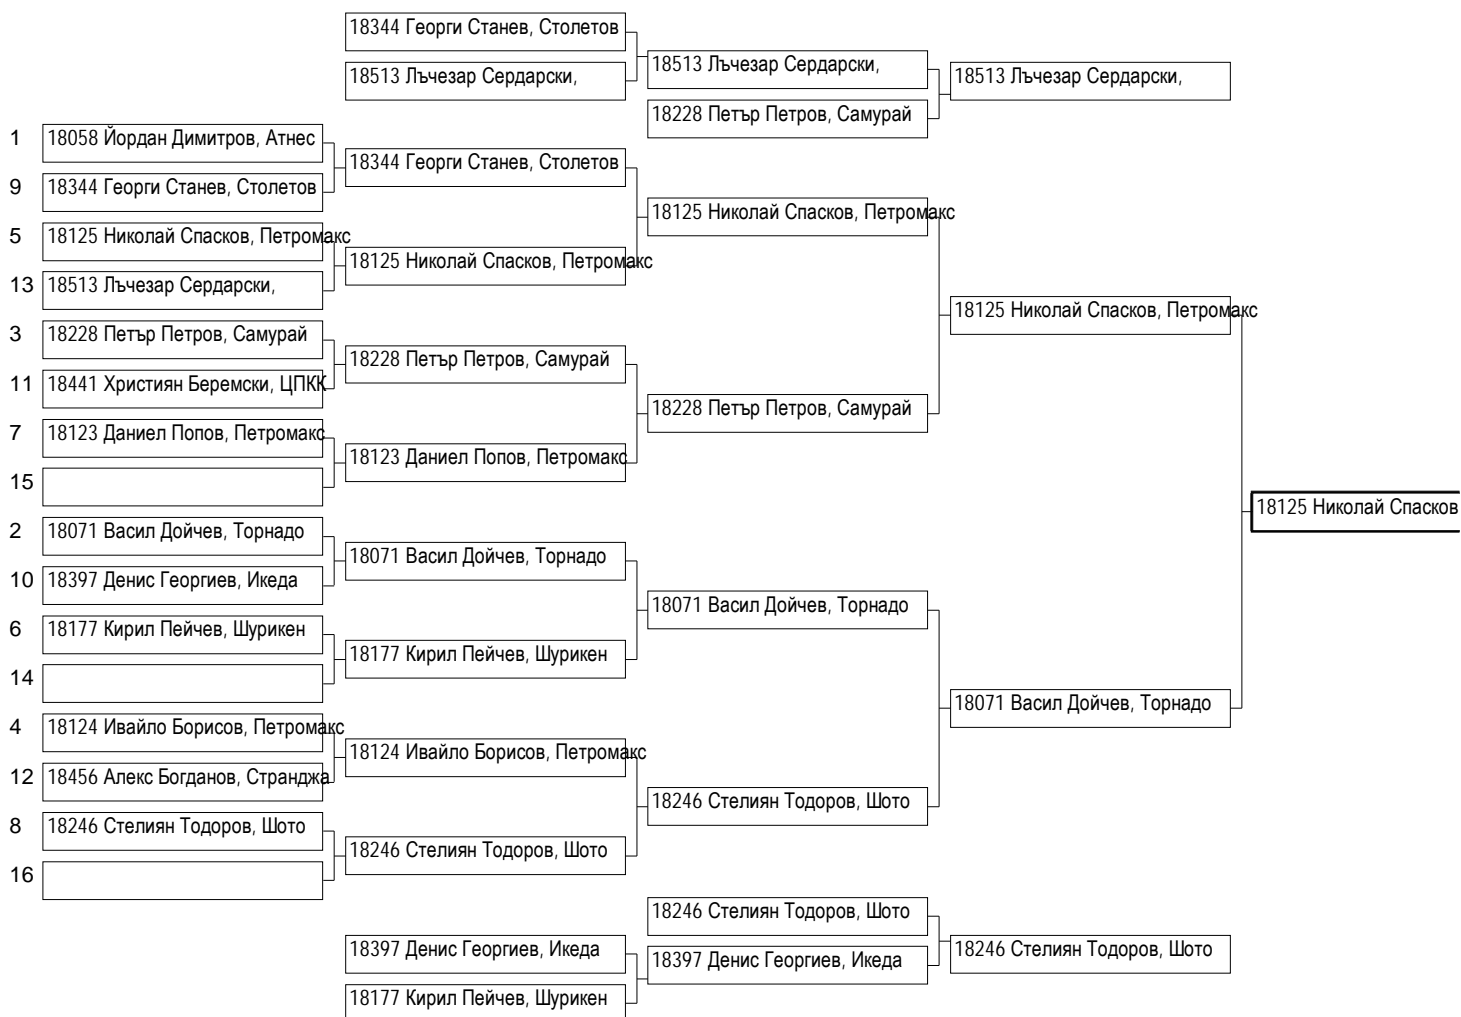 18344 Георги Станев, Столетов
18513 Лъчезар Сердарски,
18513 Лъчезар Сердарски,
18228 Петър Петров, Самурай
18513 Лъчезар Сердарски,
1 18058 Йордан Димитров, Атнес
9 18344 Георги Станев, Столетов
5 18125 Николай Спасков, Петромакс
13 18513 Лъчезар Сердарски,
3 18228 Петър Петров, Самурай
11 18441 Християн Беремски, ЦПКК
7 18123 Даниел Попов, Петромакс
15
2 18071 Васил Дойчев, Торнадо
10 18397 Денис Георгиев, Икеда
6 18177 Кирил Пейчев, Шурикен
14
4 18124 Ивайло Борисов, Петромакс
12 18456 Алекс Богданов, Странджа
8 18246 Стелиян Тодоров, Шото
16
18344 Георги Станев, Столетов
18125 Николай Спасков, Петромакс
18228 Петър Петров, Самурай
18123 Даниел Попов, Петромакс
18071 Васил Дойчев, Торнадо
18177 Кирил Пейчев, Шурикен
18124 Ивайло Борисов, Петромакс
18246 Стелиян Тодоров, Шото
18125 Николай Спасков, Петромакс
18228 Петър Петров, Самурай
18071 Васил Дойчев, Торнадо
18246 Стелиян Тодоров, Шото
18125 Николай Спасков, Петромакс
18071 Васил Дойчев, Торнадо
18125 Николай Спасков
18397 Денис Георгиев, Икеда
18177 Кирил Пейчев, Шурикен
18246 Стелиян Тодоров, Шото
18397 Денис Георгиев, Икеда
18246 Стелиян Тодоров, Шото